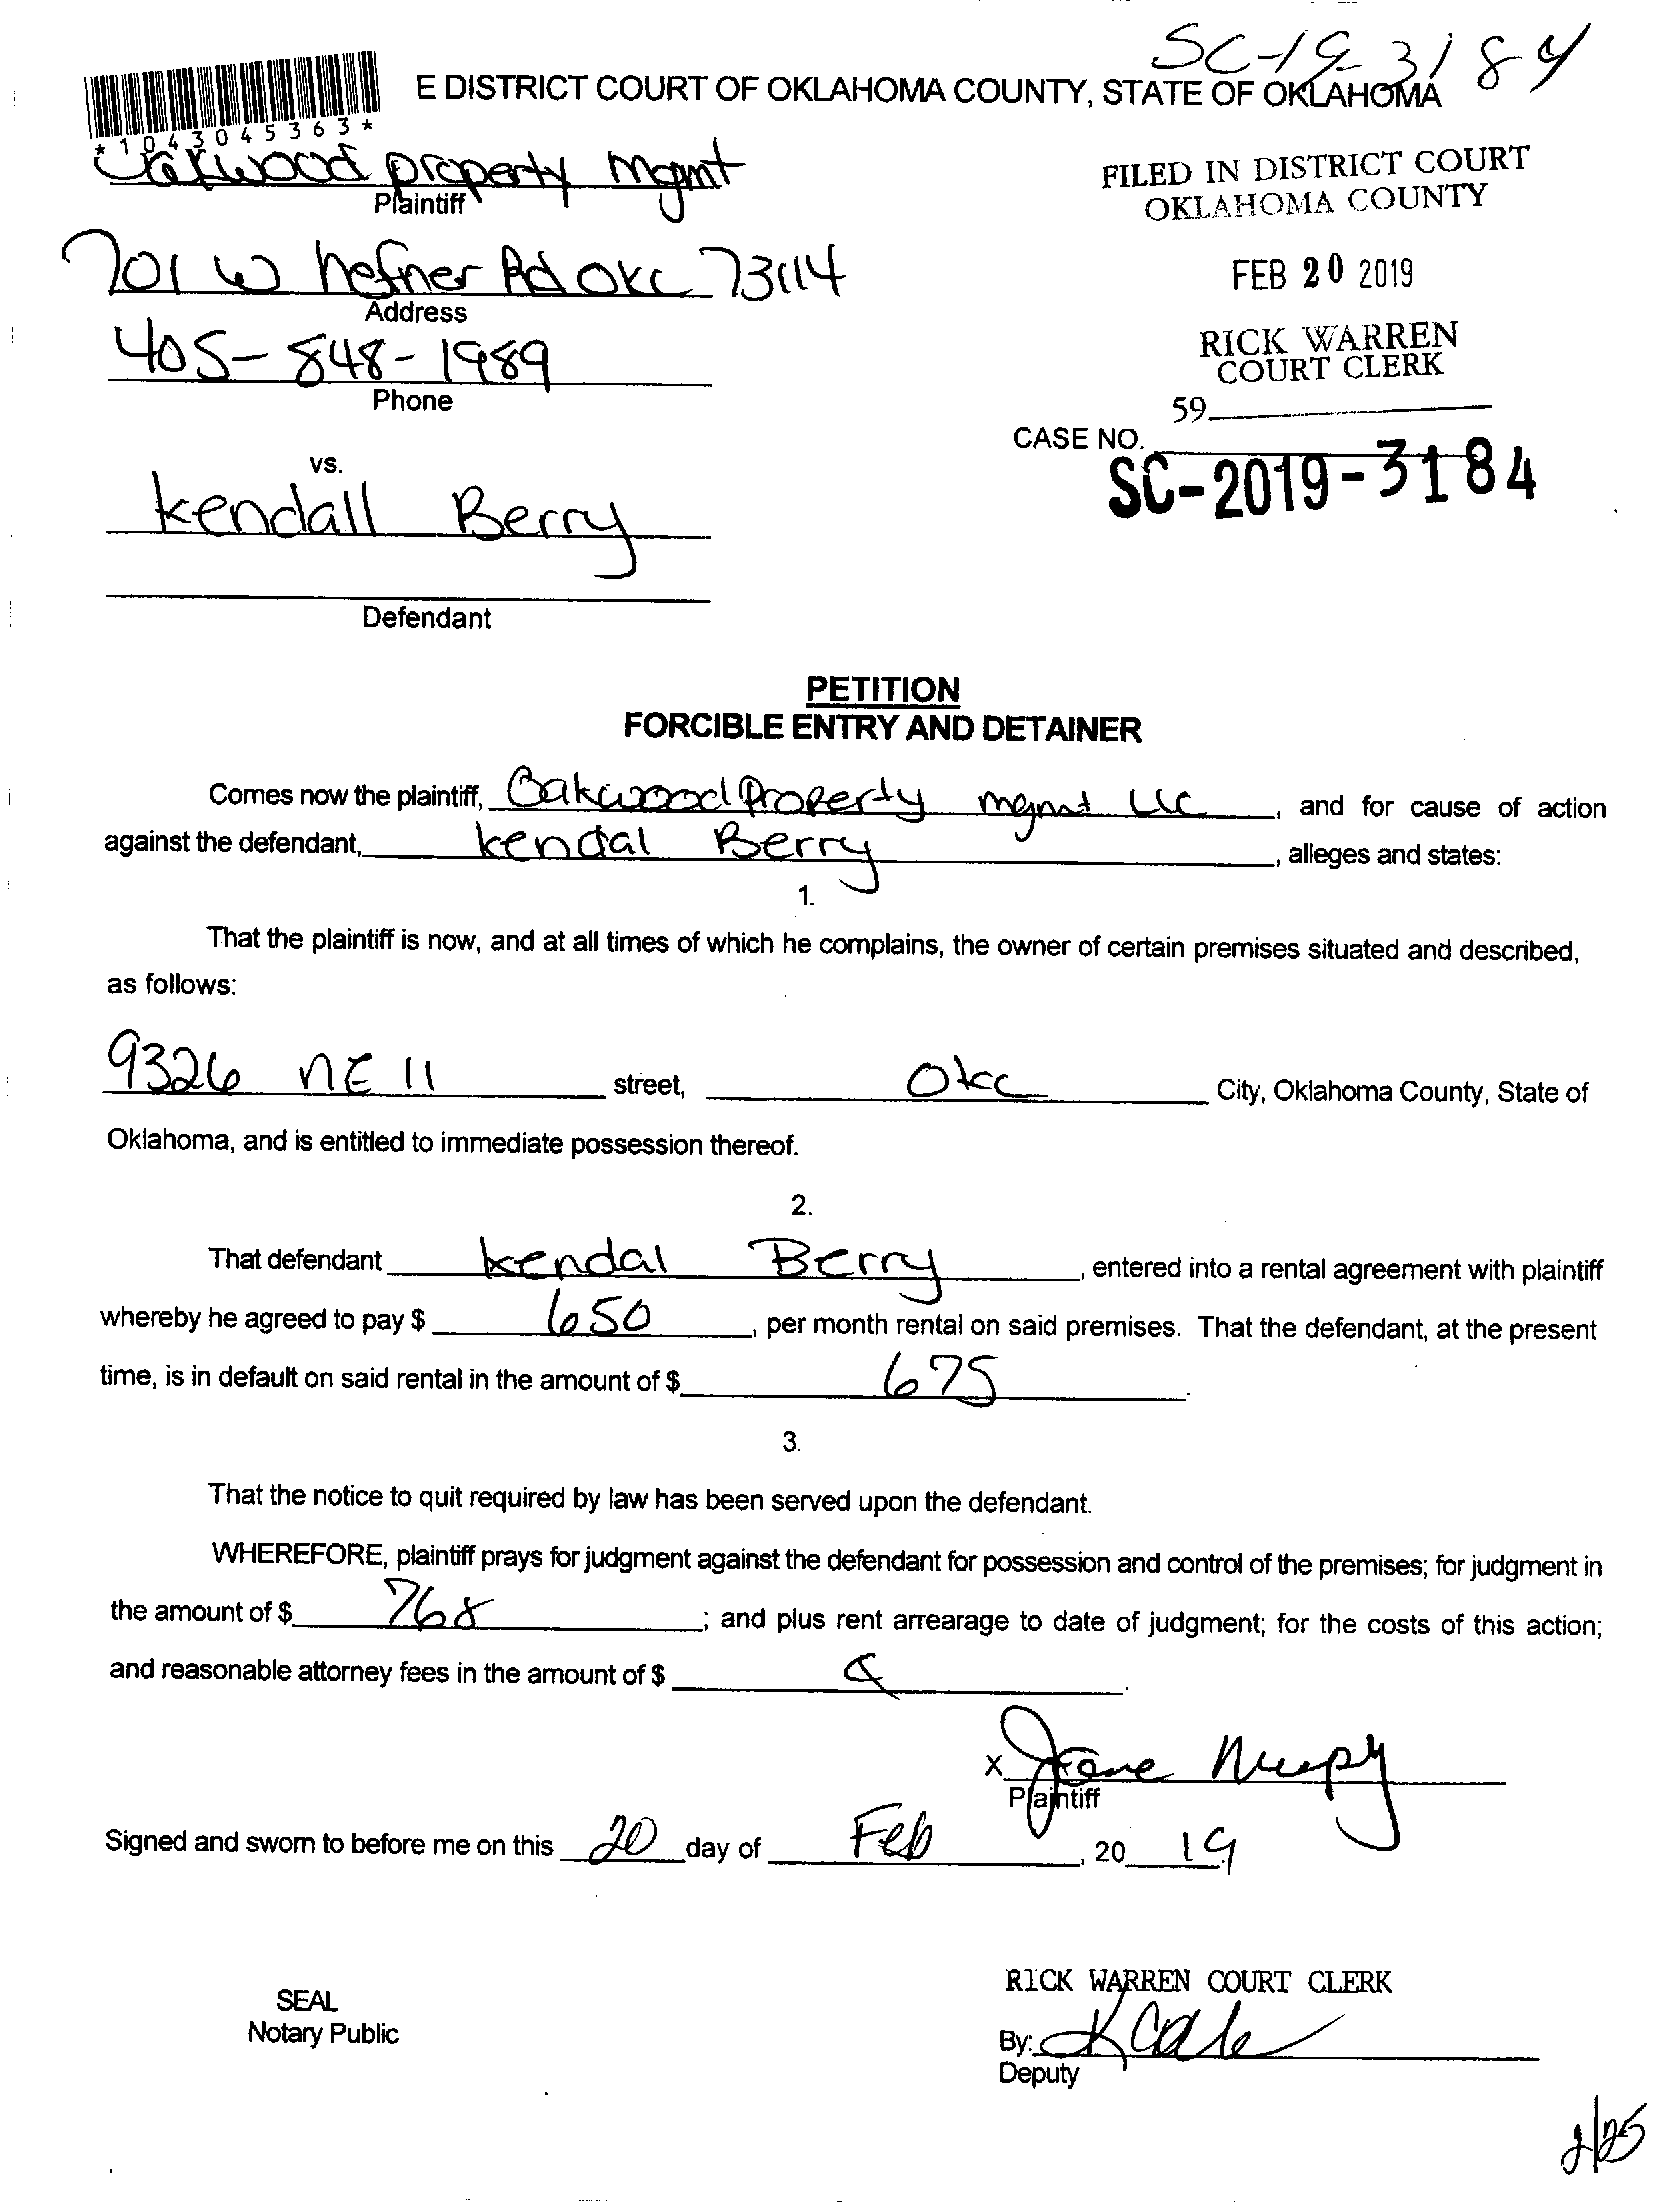 SC-19-3184
E DISTRICT COURT OF OKLAHOMA COUNTY, STATE OF OKLAHOMA
*1043045363*
Oakwood property mgmt
Plaintiff
FILED IN DISTRICT COURT
OKLAHOMA COUNTY
701 W hefner Rd OKC 73114
Address
FEB 20 2019
405-848-1989
Phone
RICK WARREN
COURT CLERK
59
CASE NO.
SC-2019-3184
vs.
kendall Berry
Defendant
PETITION
FORCIBLE ENTRY AND DETAINER
Comes now the plaintiff, Oakwood Property mgmt LLC, and for cause of action
against the defendant, kendal Berry, alleges and states:
1.
That the plaintiff is now, and at all times of which he complains, the owner of certain premises situated and described,
as follows:
9326 NE 11 street, OKC City, Oklahoma County, State of
Oklahoma, and is entitled to immediate possession thereof.
2.
That defendant kendal Berry, entered into a rental agreement with plaintiff
whereby he agreed to pay $ 650, per month rental on said premises. That the defendant, at the present
time, is in default on said rental in the amount of $ 675.
3.
That the notice to quit required by law has been served upon the defendant.
WHEREFORE, plaintiff prays for judgment against the defendant for possession and control of the premises; for judgment in
the amount of $ 768; and plus rent arrearage to date of judgment; for the costs of this action;
and reasonable attorney fees in the amount of $ .
X
Plaintiff
Signed and sworn to before me on this 20 day of Feb, 20 19
SEAL
Notary Public
RICK WARREN COURT CLERK
By:
Deputy
2/25